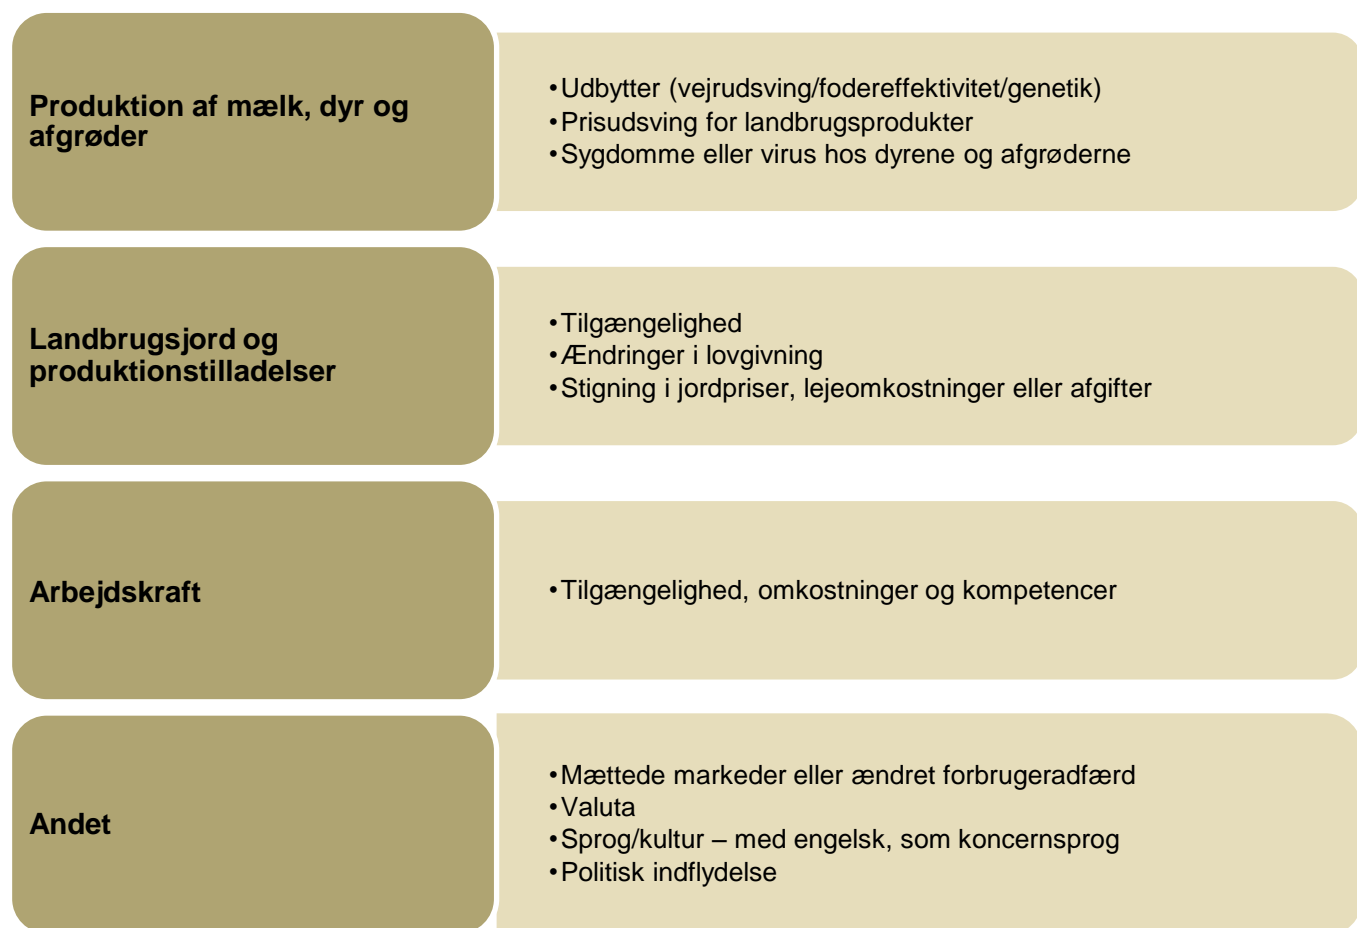 Produktion af mælk, dyr og
afgrøder
•Udbytter (vejrudsving/fodereffektivitet/genetik)
•Prisudsving for landbrugsprodukter
•Sygdomme eller virus hos dyrene og afgrøderne
Landbrugsjord og
produktionstilladelser
•Tilgængelighed
•Ændringer i lovgivning
•Stigning i jordpriser, lejeomkostninger eller afgifter
Arbejdskraft
•Tilgængelighed, omkostninger og kompetencer
Andet
•Mættede markeder eller ændret forbrugeradfærd
•Valuta
•Sprog/kultur – med engelsk, som koncernsprog
•Politisk indflydelse